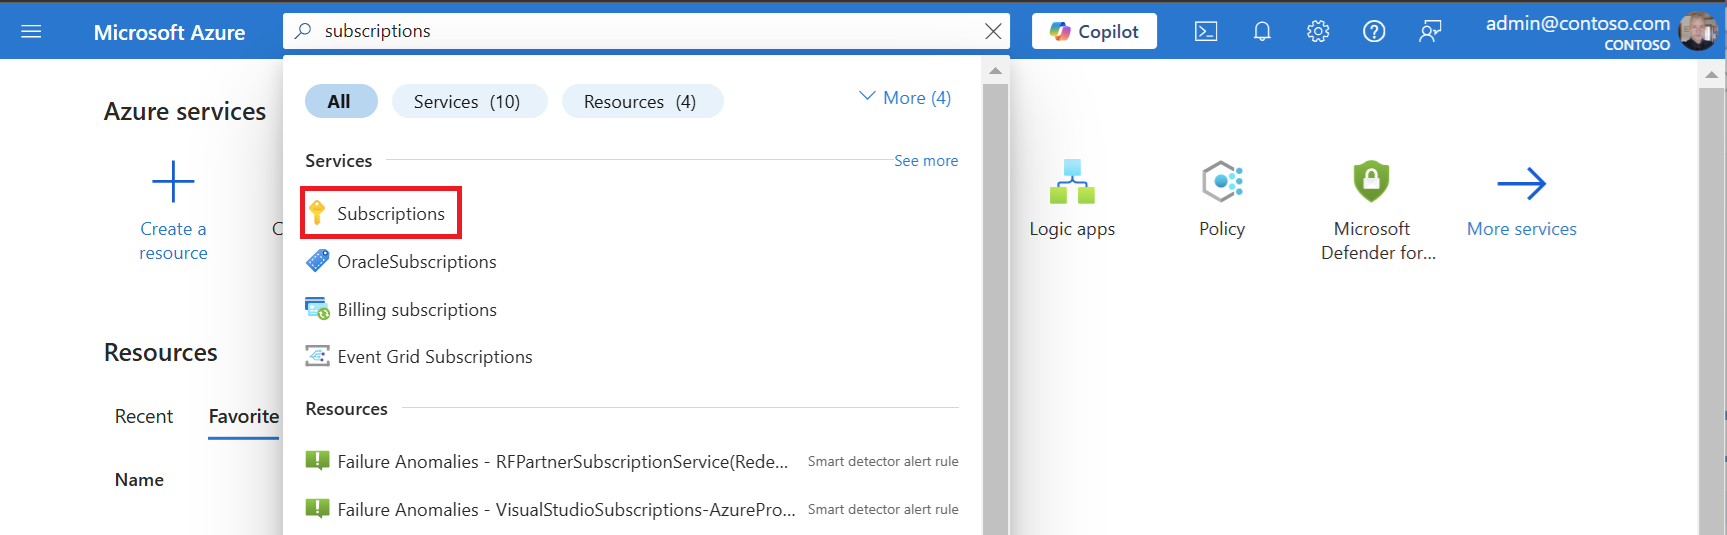 Microsoft Azure
subscriptions
Copilot
admin@contoso.com
CONTOSO
All
Services (10)
Resources (4)
More (4)
Azure services
Services
See more
Subscriptions
OracleSubscriptions
Billing subscriptions
Event Grid Subscriptions
Create a
resource
C
Logic apps
Policy
Microsoft
Defender for...
More services
Resources
Recent
Favorite
Name
Resources
Failure Anomalies - RFPartnerSubscriptionService(Rede... Smart detector alert rule
Failure Anomalies - VisualStudioSubscriptions-AzurePro... Smart detector alert rule